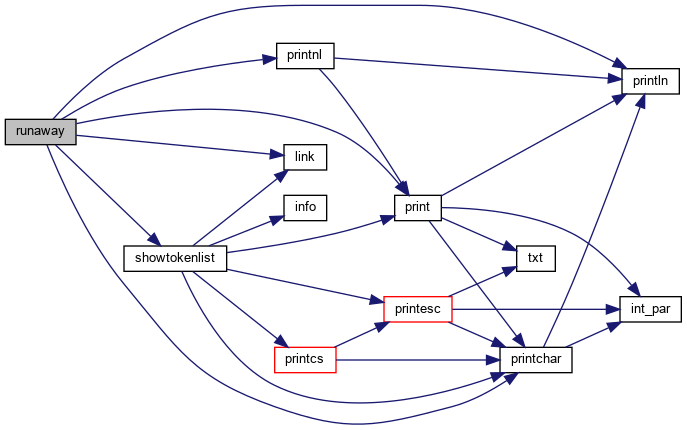 printnl
println
runaway
link
info
print
showtokenlist
txt
printesc
int_par
printcs
printchar